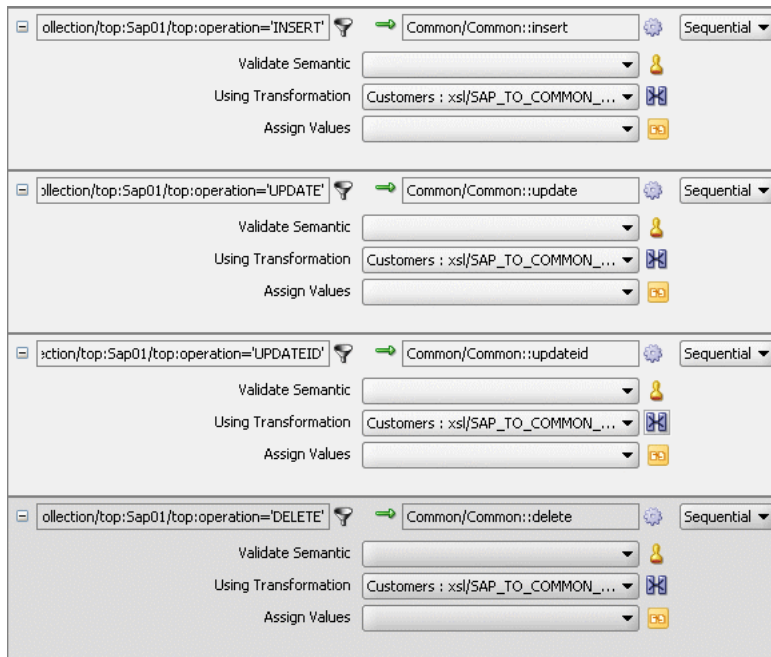 ollection/top:Sap01/top:operation='INSERT' Common/Common::insert Sequential
Validate Semantic
Using Transformation Customers : xsl/SAP_TO_COMMON_...
Assign Values
ollection/top:Sap01/top:operation='UPDATE' Common/Common::update Sequential
Validate Semantic
Using Transformation Customers : xsl/SAP_TO_COMMON_...
Assign Values
ection/top:Sap01/top:operation='UPDATEID' Common/Common::updateid Sequential
Validate Semantic
Using Transformation Customers : xsl/SAP_TO_COMMON_...
Assign Values
ollection/top:Sap01/top:operation='DELETE' Common/Common::delete Sequential
Validate Semantic
Using Transformation Customers : xsl/SAP_TO_COMMON_...
Assign Values